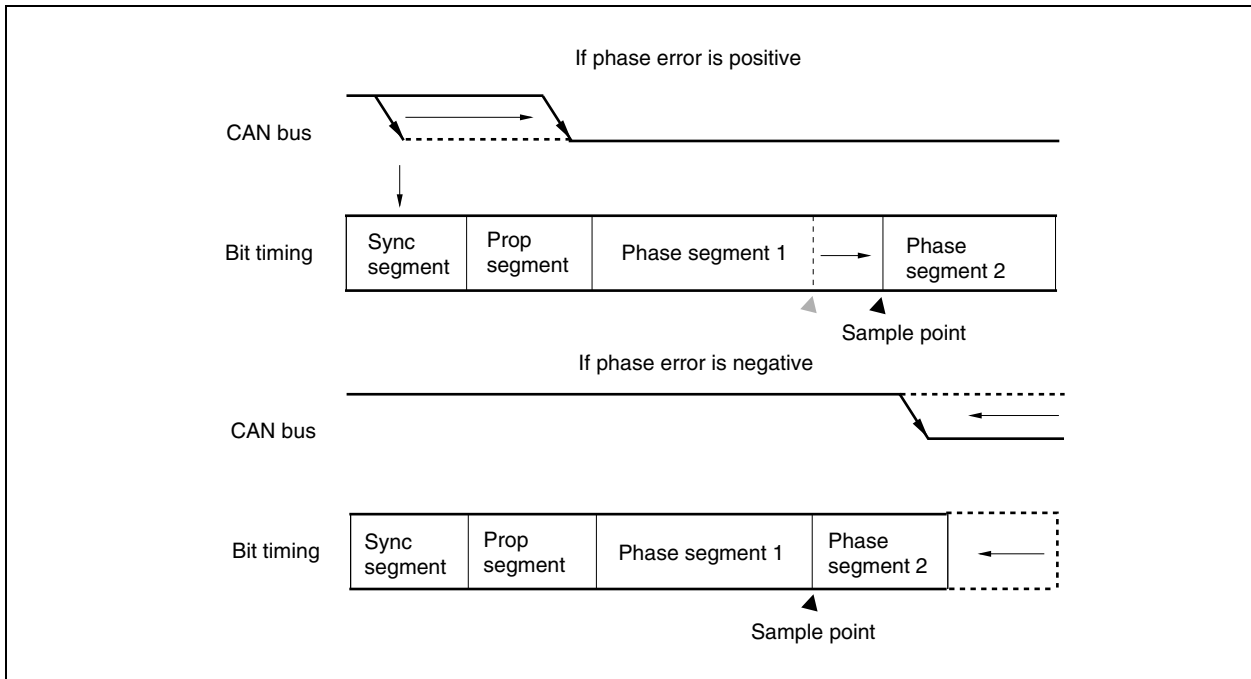 If phase error is positive
CAN bus
Bit timing
Sync
segment
Prop
segment
Phase segment 1
Phase
segment 2
Sample point
If phase error is negative
CAN bus
Bit timing
Sync
segment
Prop
segment
Phase segment 1
Phase
segment 2
Sample point